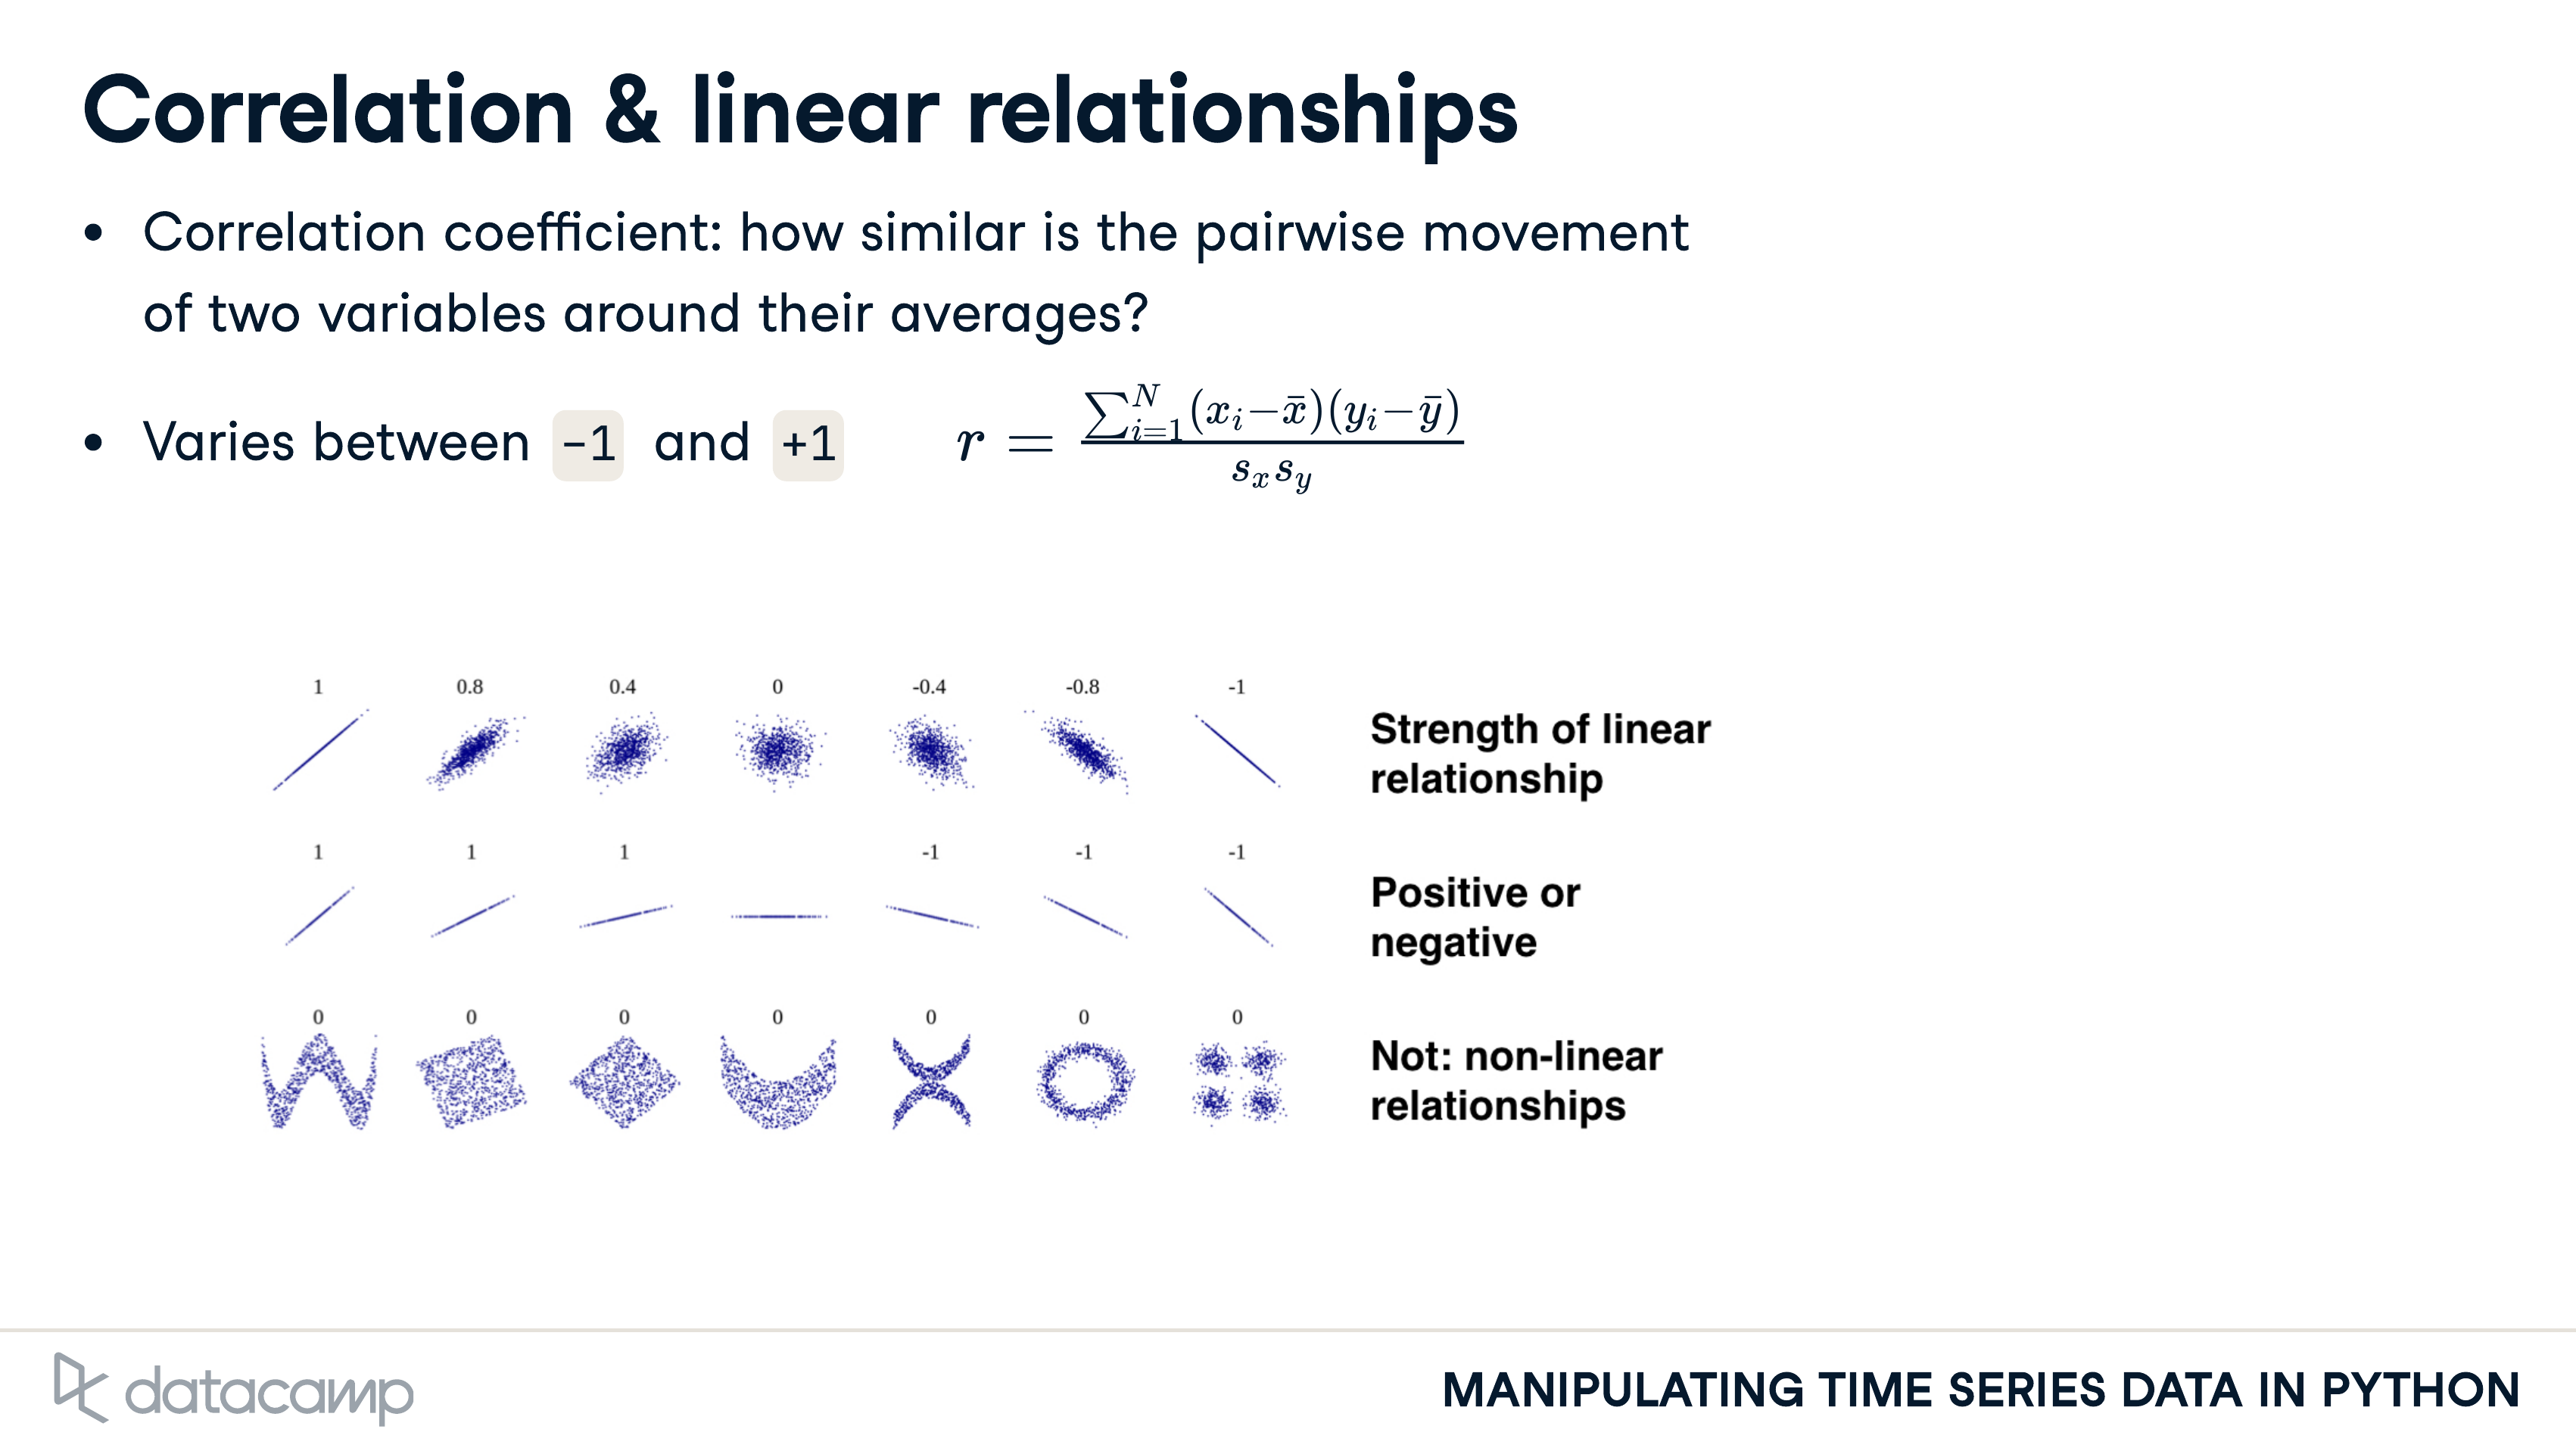 Correlation & linear relationships
• Correlation coefficient: how similar is the pairwise movement
of two variables around their averages?
• Varies between -1 and +1 r = \frac{\sum_{i=1}^{N}(x_i-\bar{x})(y_i-\bar{y})}{s_x s_y}
1 0.8 0.4 0 -0.4 -0.8 -1
Strength of linear
relationship
1 1 1 -1 -1 -1
Positive or
negative
0 0 0 0 0 0 0
Not: non-linear
relationships
datacamp
MANIPULATING TIME SERIES DATA IN PYTHON